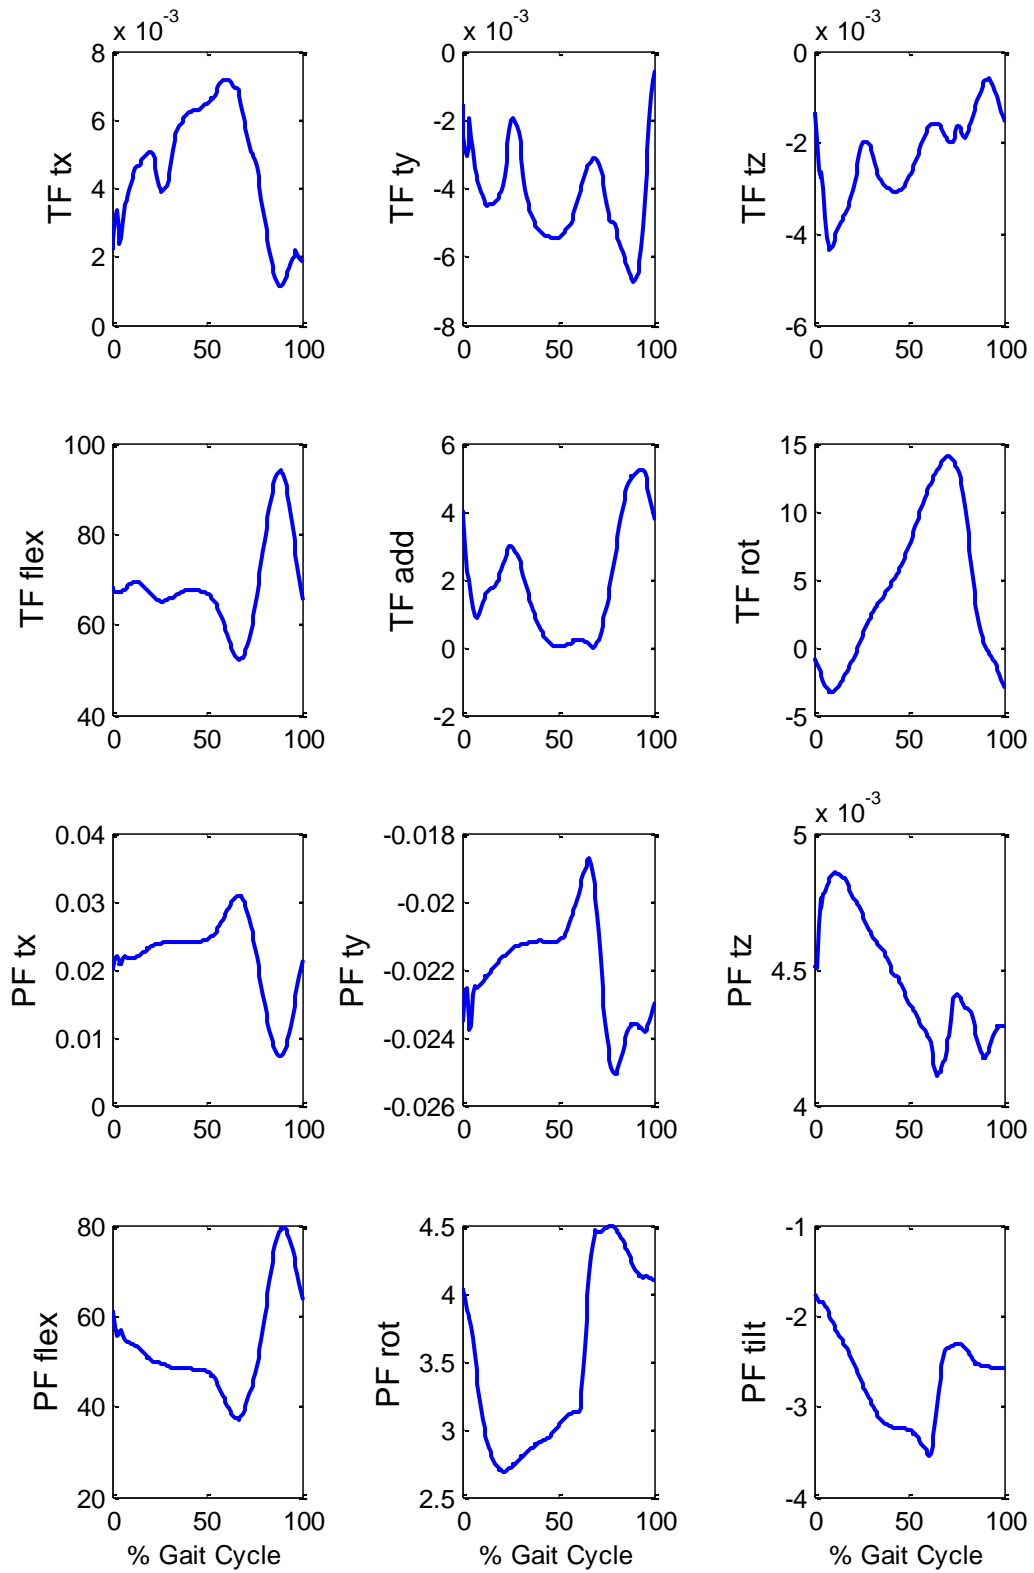 x 10^-3 x 10^-3 x 10^-3
8 0 0
6 -2 -2
4 -4 -4
2 -6
0 -8 -6
TF tx TF ty TF tz
0 50 100 0 50 100 0 50 100
100 6 15
80 4 10
60 2 5
40 0 0
-2 -5
TF flex TF add TF rot
0 50 100 0 50 100 0 50 100
x 10^-3
0.04 -0.018 5
0.03 -0.02
0.02 -0.022 4.5
0.01 -0.024
0 -0.026 4
PF tx PF ty PF tz
0 50 100 0 50 100 0 50 100
80 4.5 -1
60 4 -2
40 3.5 -3
20 3 -4
2.5
PF flex PF rot PF tilt
0 50 100 0 50 100 0 50 100
% Gait Cycle % Gait Cycle % Gait Cycle